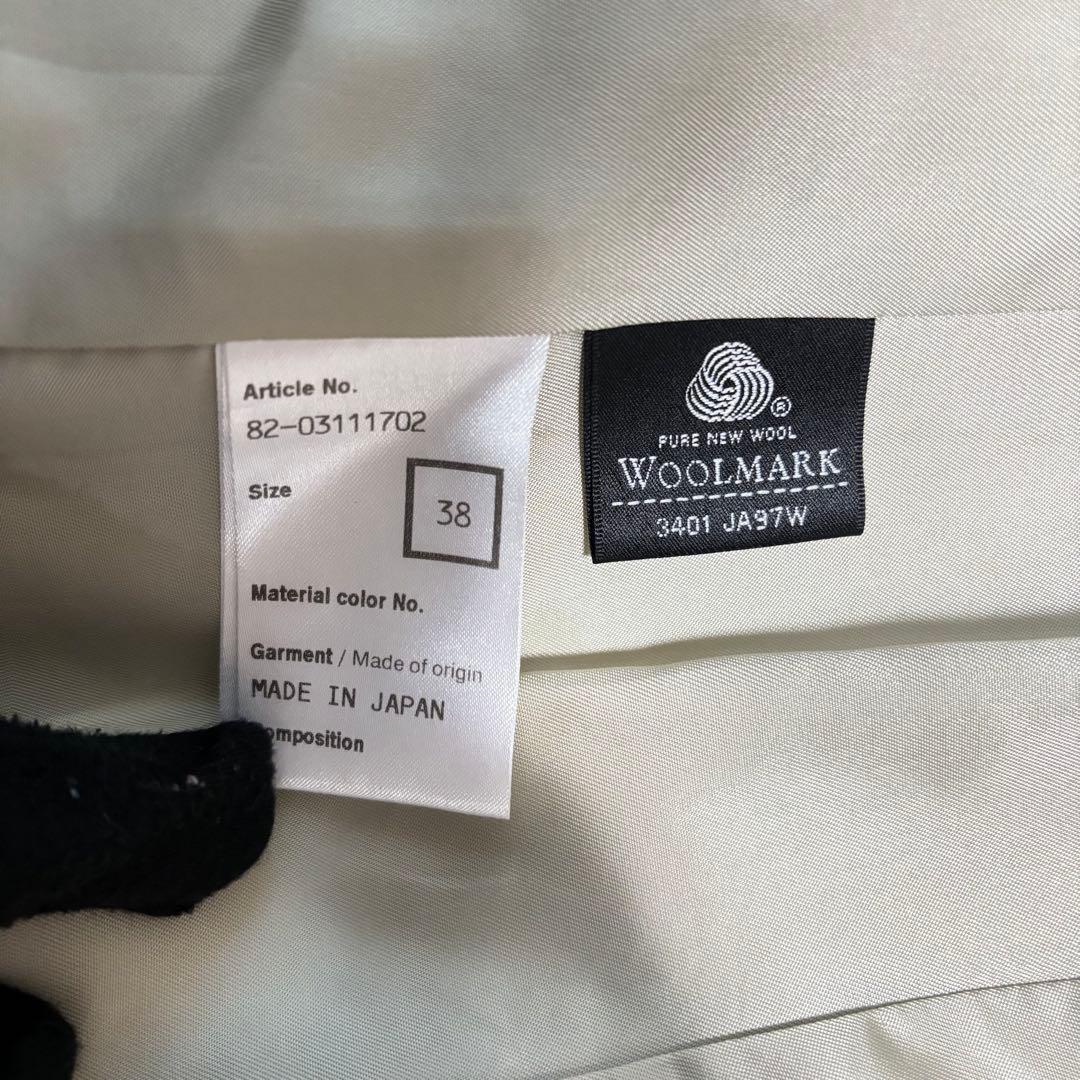 Article No.
82-03111702
Size
38
Material color No.
Garment / Made of origin
MADE IN JAPAN
omposition
®
PURE NEW WOOL
WOOLMARK
3401 JA97W